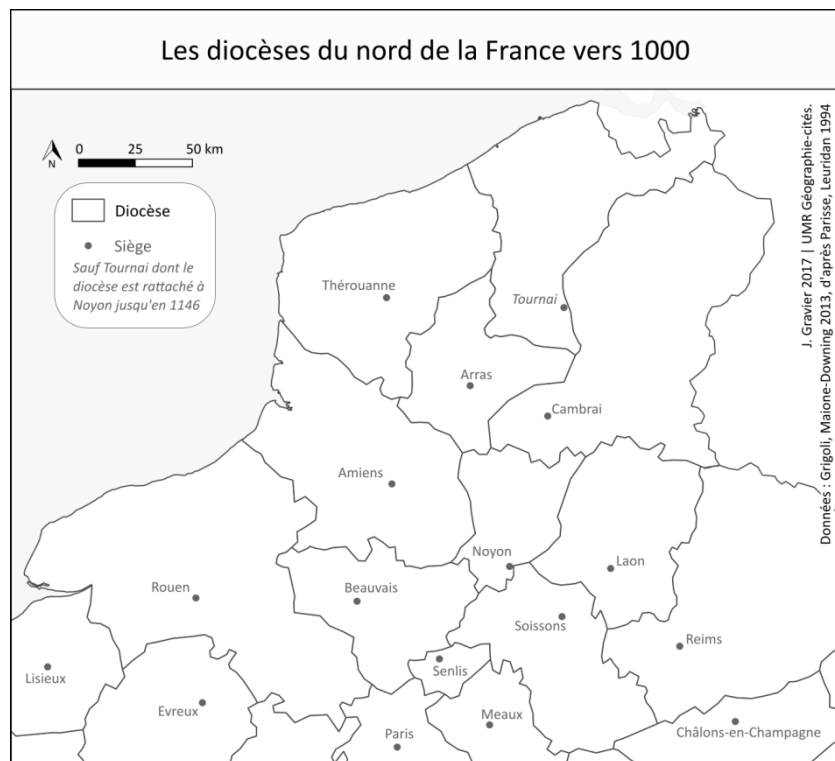 Les diocèses du nord de la France vers 1000
0 25 50 km
N
Diocèse
Siège
Sauf Tournai dont le
diocèse est rattaché à
Noyon jusqu'en 1146
J. Gravier 2017 | UMR Géographie-cités.
Données : Grigoli, Maione-Downing 2013, d'après Parisse, Leuridan 1994
Thérouanne
Tournai
Arras
Cambrai
Amiens
Noyon
Laon
Rouen
Beauvais
Soissons
Reims
Lisieux
Senlis
Evreux
Meaux
Paris
Châlons-en-Champagne